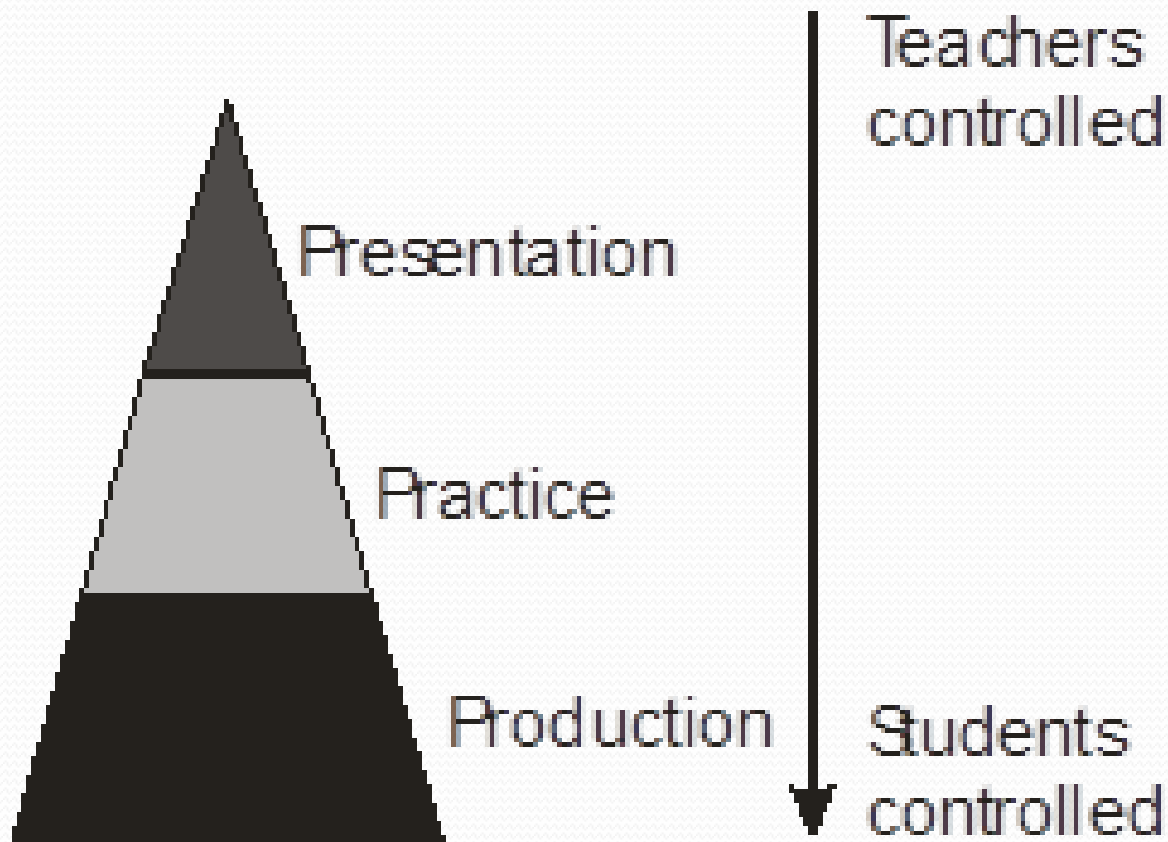 Teachers
controlled
Presentation
Practice
Production
Students
controlled